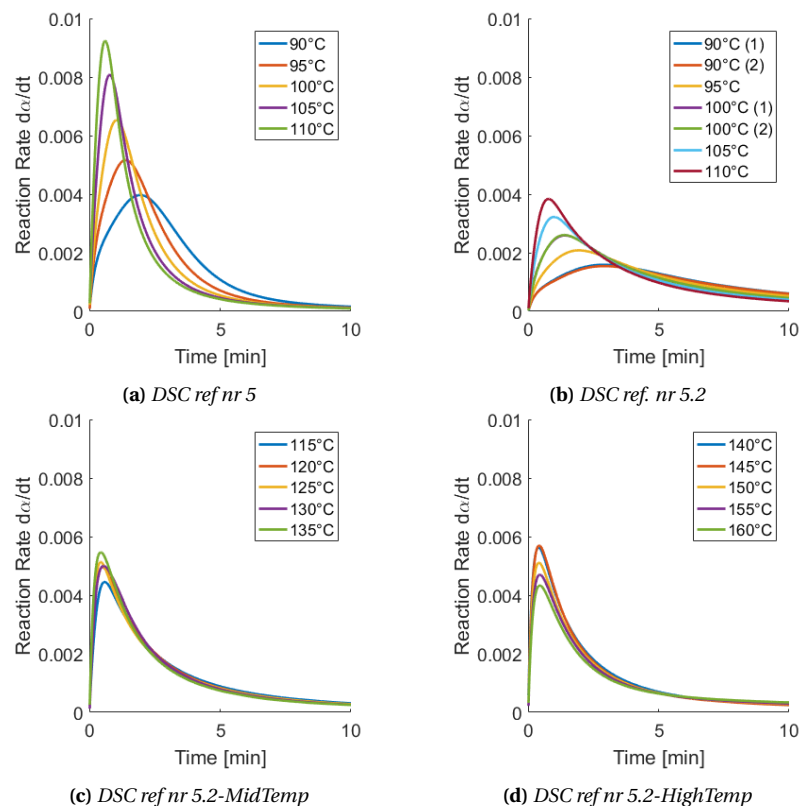 0.01
0.008
0.006
0.004
0.002
0
Reaction Rate dα/dt
90°C
95°C
100°C
105°C
110°C
0 5 10
Time [min]
(a) DSC ref nr 5
0.01
0.008
0.006
0.004
0.002
0
Reaction Rate dα/dt
90°C (1)
90°C (2)
95°C
100°C (1)
100°C (2)
105°C
110°C
0 5 10
Time [min]
(b) DSC ref. nr 5.2
0.01
0.008
0.006
0.004
0.002
0
Reaction Rate dα/dt
115°C
120°C
125°C
130°C
135°C
0 5 10
Time [min]
(c) DSC ref nr 5.2-MidTemp
0.01
0.008
0.006
0.004
0.002
0
Reaction Rate dα/dt
140°C
145°C
150°C
155°C
160°C
0 5 10
Time [min]
(d) DSC ref nr 5.2-HighTemp